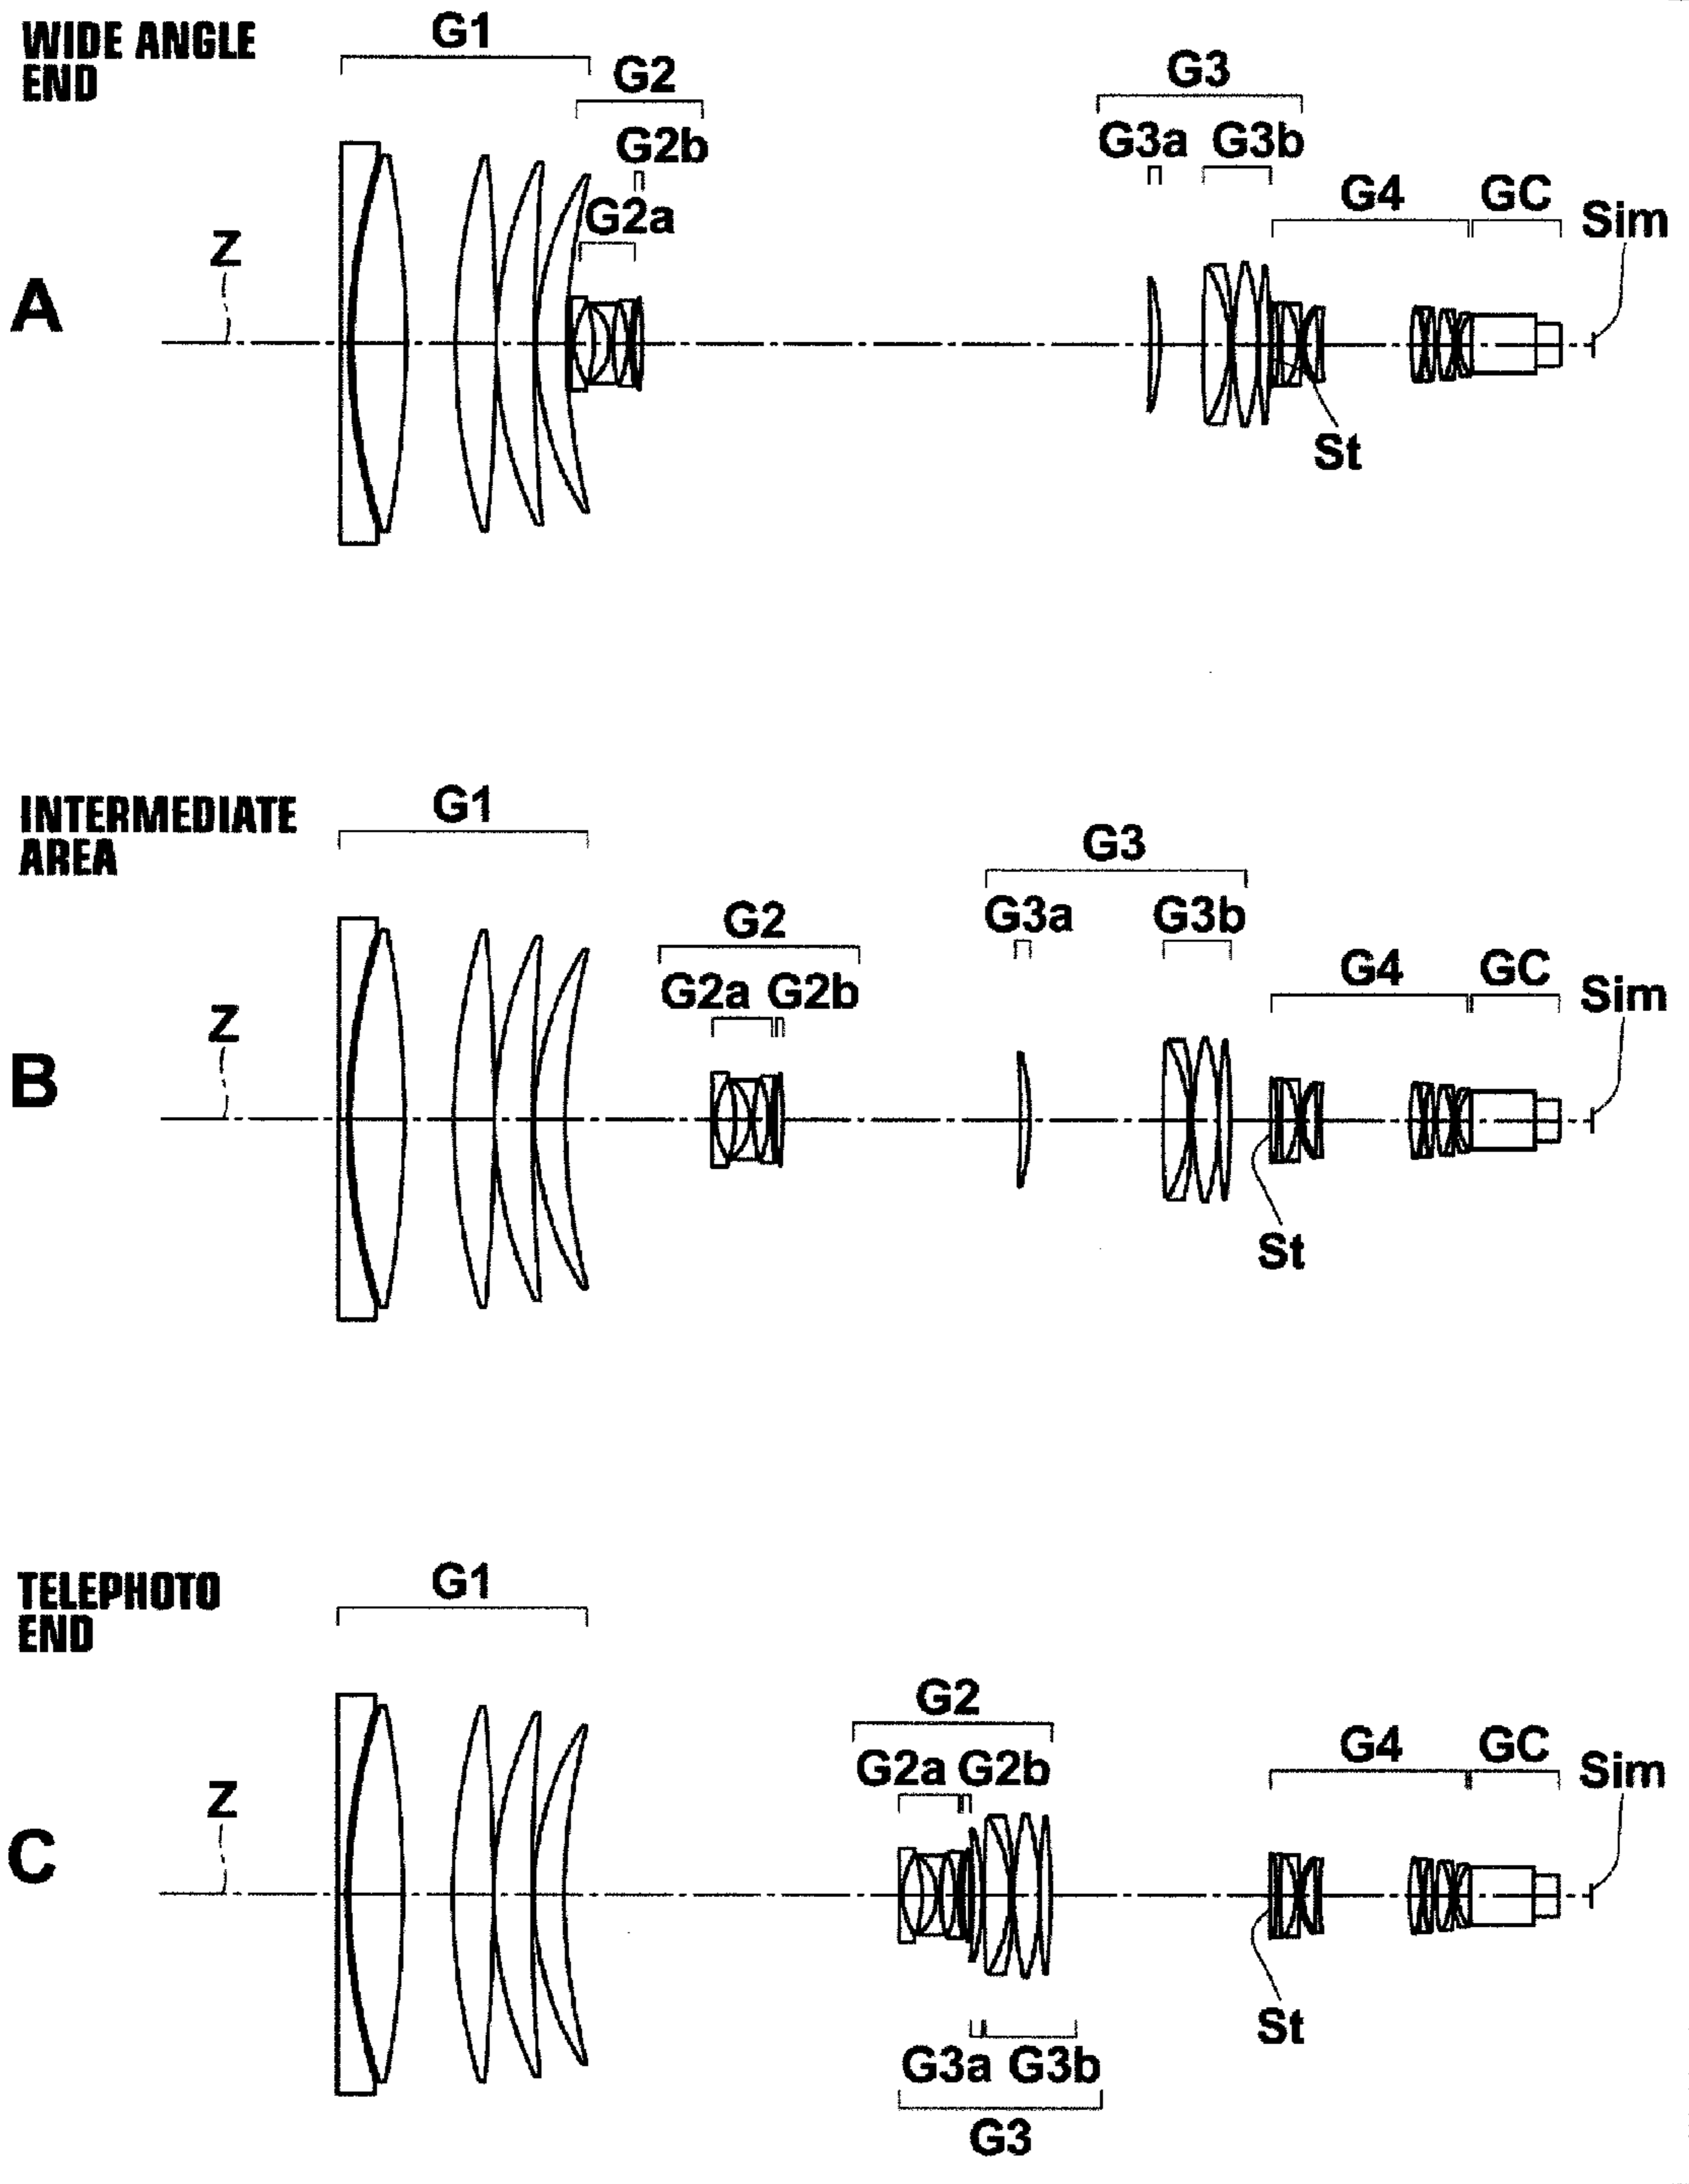 WIDE ANGLE
END
G1
G2
G2b
G2a
G3
G3a G3b
G4 GC
Sim
Z
A
St
INTERMEDIATE
AREA
G1
G2
G2a G2b
G3
G3a G3b
G4 GC
Sim
Z
B
St
TELEPHOTO
END
G1
G2
G2a G2b
G4 GC
Sim
Z
C
St
G3a G3b
G3